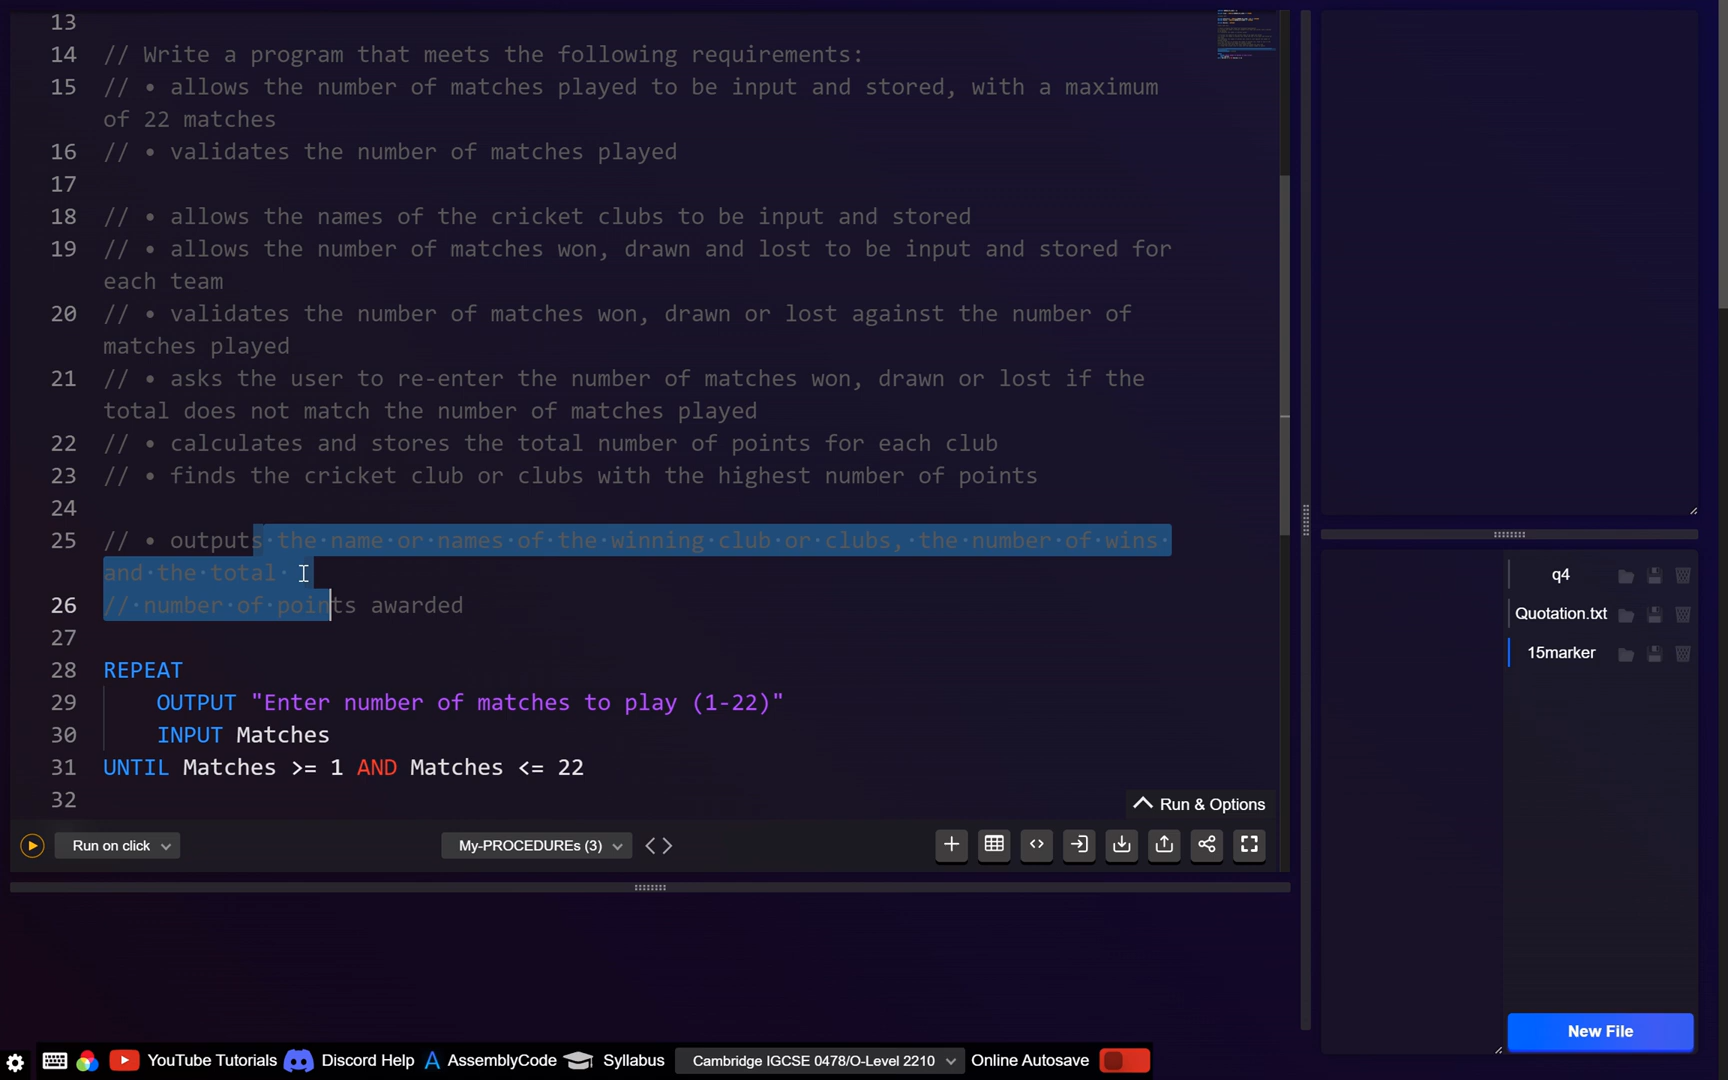 13
14 // Write a program that meets the following requirements:
15 // • allows the number of matches played to be input and stored, with a maximum
of 22 matches
16 // • validates the number of matches played
17
18 // • allows the names of the cricket clubs to be input and stored
19 // • allows the number of matches won, drawn and lost to be input and stored for
each team
20 // • validates the number of matches won, drawn or lost against the number of
matches played
21 // • asks the user to re-enter the number of matches won, drawn or lost if the
total does not match the number of matches played
22 // • calculates and stores the total number of points for each club
23 // • finds the cricket club or clubs with the highest number of points
24
25 // • outputs the name or names of the winning club or clubs, the number of wins
and the total
26 // number of points awarded
27
28 REPEAT
29 OUTPUT "Enter number of matches to play (1-22)"
30 INPUT Matches
31 UNTIL Matches >= 1 AND Matches <= 22
32
Run & Options
Run on click
My-PROCEDUREs (3)
q4
Quotation.txt
15marker
New File
YouTube Tutorials Discord Help AssemblyCode Syllabus Cambridge IGCSE 0478/O-Level 2210 Online Autosave